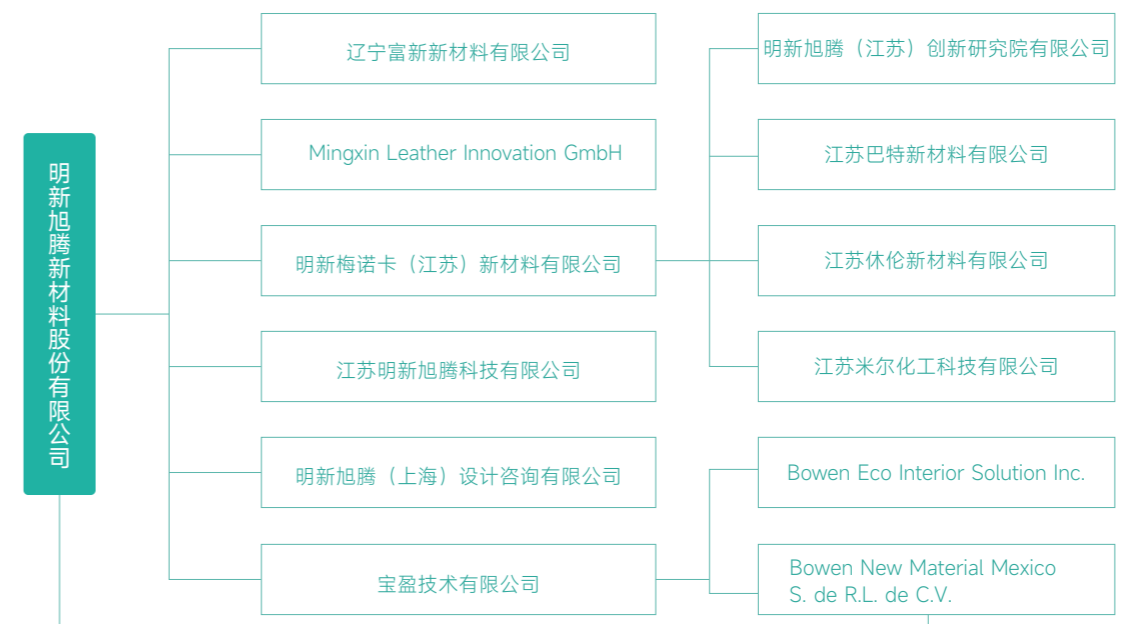 明新旭腾新材料股份有限公司
辽宁富新新材料有限公司
Mingxin Leather Innovation GmbH
明新梅诺卡（江苏）新材料有限公司
江苏明新旭腾科技有限公司
明新旭腾（上海）设计咨询有限公司
宝盈技术有限公司
明新旭腾（江苏）创新研究院有限公司
江苏巴特新材料有限公司
江苏休伦新材料有限公司
江苏米尔化工科技有限公司
Bowen Eco Interior Solution Inc.
Bowen New Material Mexico
S. de R.L. de C.V.